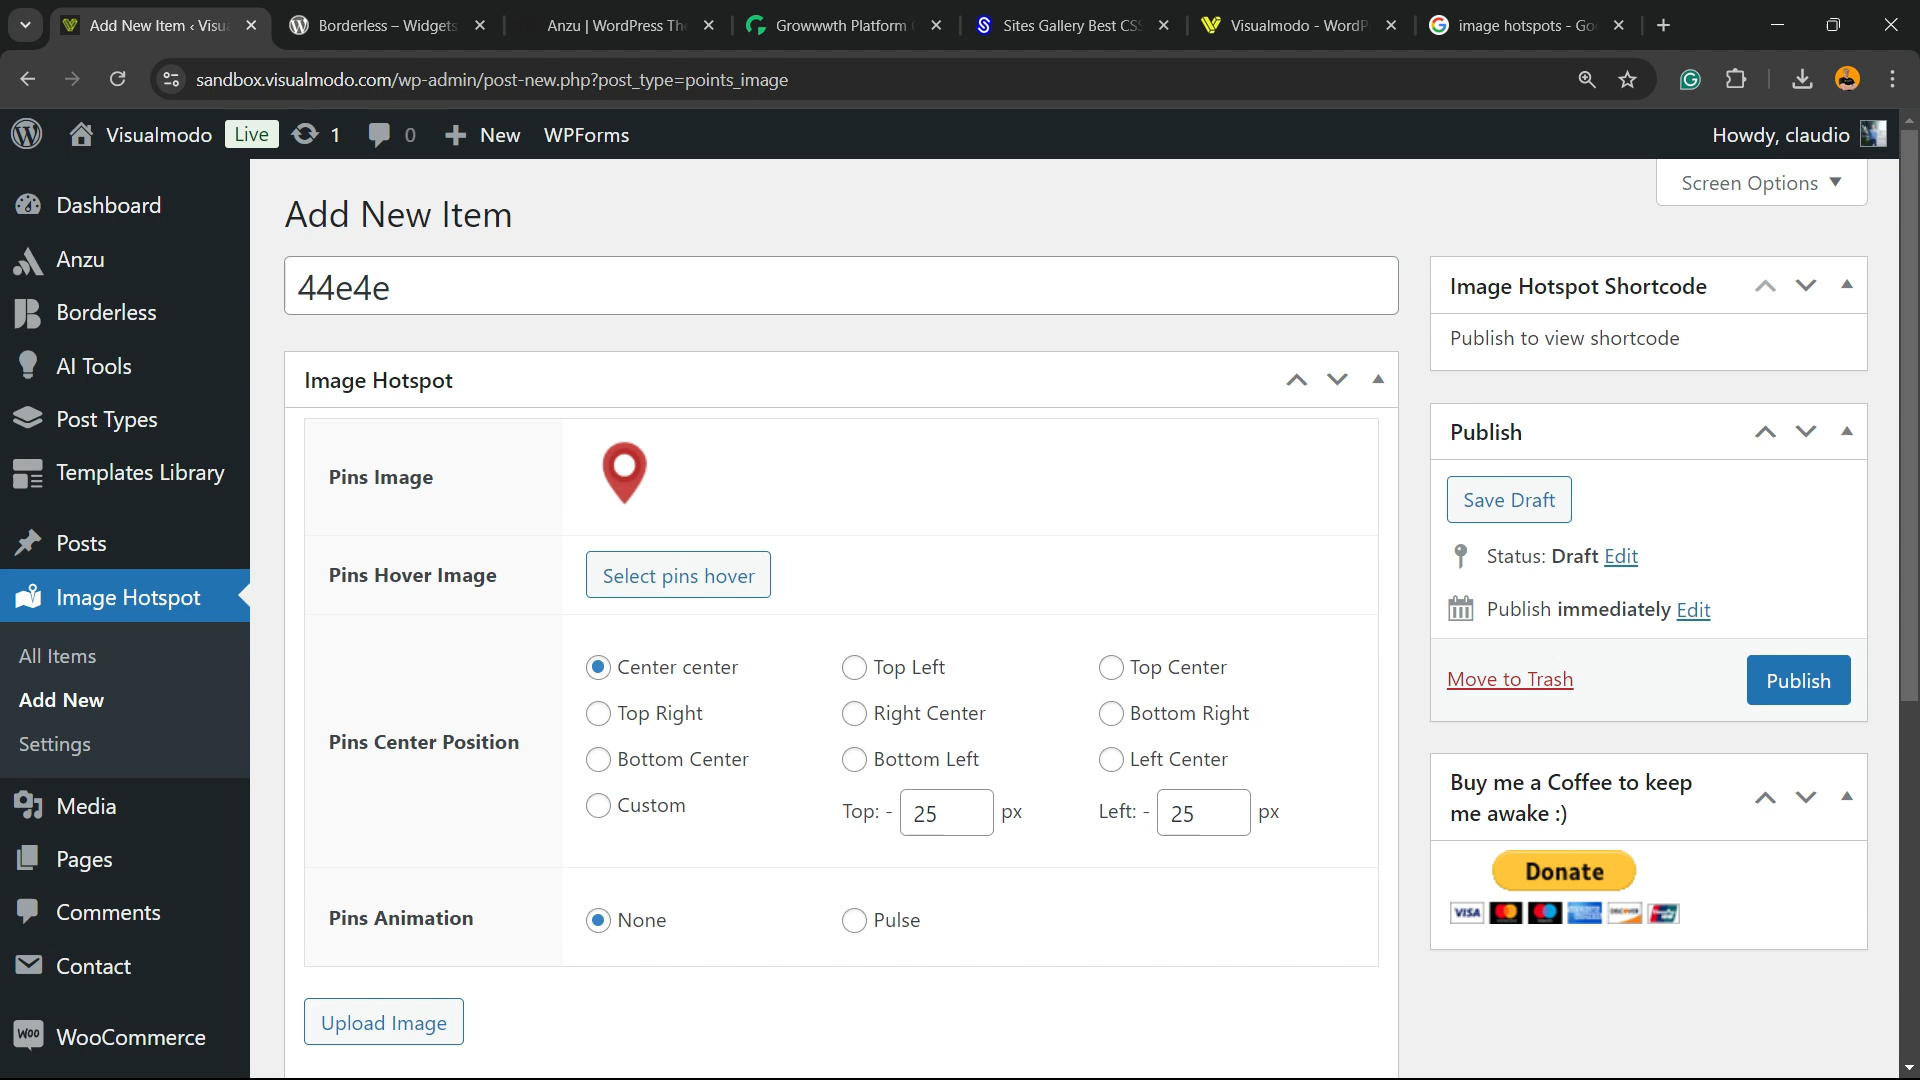 Add New Item ‹ Visu
Borderless – Widgets
Anzu | WordPress Th
Growwwth Platform
Sites Gallery Best CSS
Visualmodo - WordP
image hotspots - Go
sandbox.visualmodo.com/wp-admin/post-new.php?post_type=points_image
Visualmodo
Live
1
0
New
WPForms
Howdy, claudio
Screen Options
Dashboard
Anzu
Borderless
AI Tools
Post Types
Templates Library
Posts
Image Hotspot
All Items
Add New
Settings
Media
Pages
Comments
Contact
WooCommerce
Woo
Add New Item
44e4e
Image Hotspot
Pins Image
Pins Hover Image
Select pins hover
Pins Center Position
Center center
Top Left
Top Center
Top Right
Right Center
Bottom Right
Bottom Center
Bottom Left
Left Center
Custom
Top: - 25 px
Left: - 25 px
Pins Animation
None
Pulse
Upload Image
Image Hotspot Shortcode
Publish to view shortcode
Publish
Save Draft
Status: Draft Edit
Publish immediately Edit
Move to Trash
Publish
Buy me a Coffee to keep
me awake :)
Donate
VISA
DISCOVER